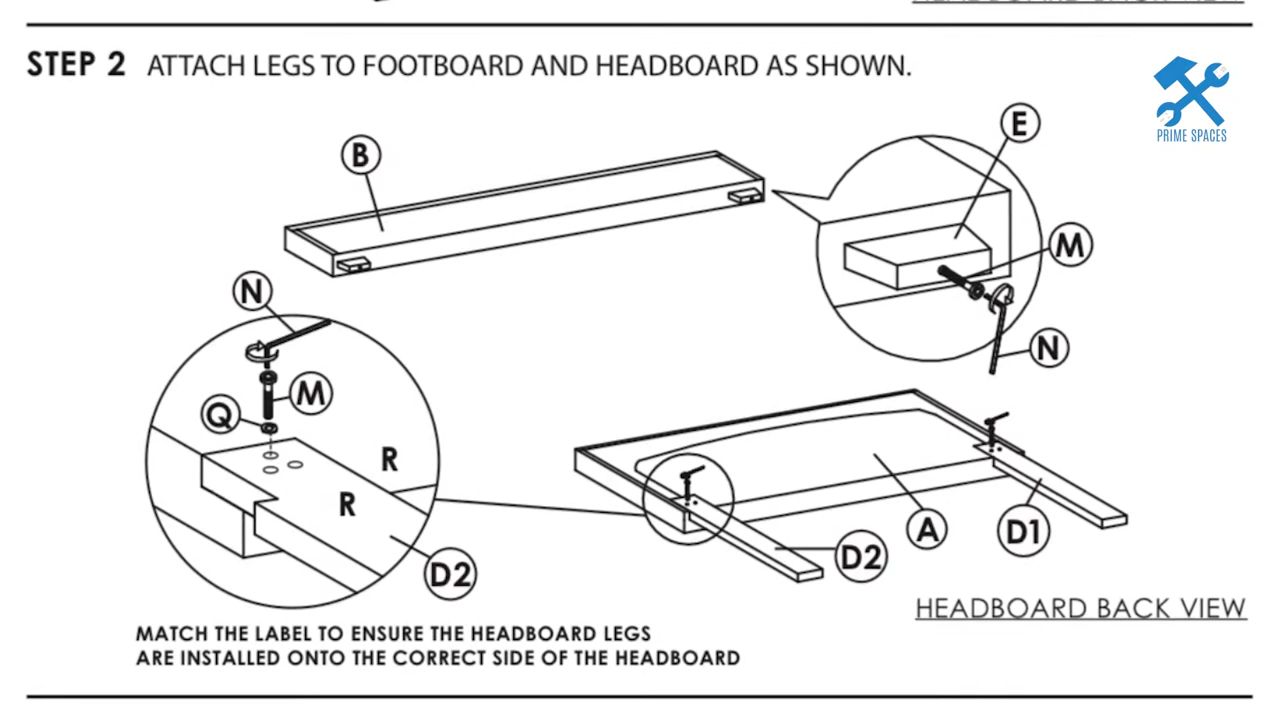 STEP 2 ATTACH LEGS TO FOOTBOARD AND HEADBOARD AS SHOWN.
PRIME SPACES
E
B
M
N
N
M
Q
R
R
A
D1
D2
D2
HEADBOARD BACK VIEW
MATCH THE LABEL TO ENSURE THE HEADBOARD LEGS
ARE INSTALLED ONTO THE CORRECT SIDE OF THE HEADBOARD